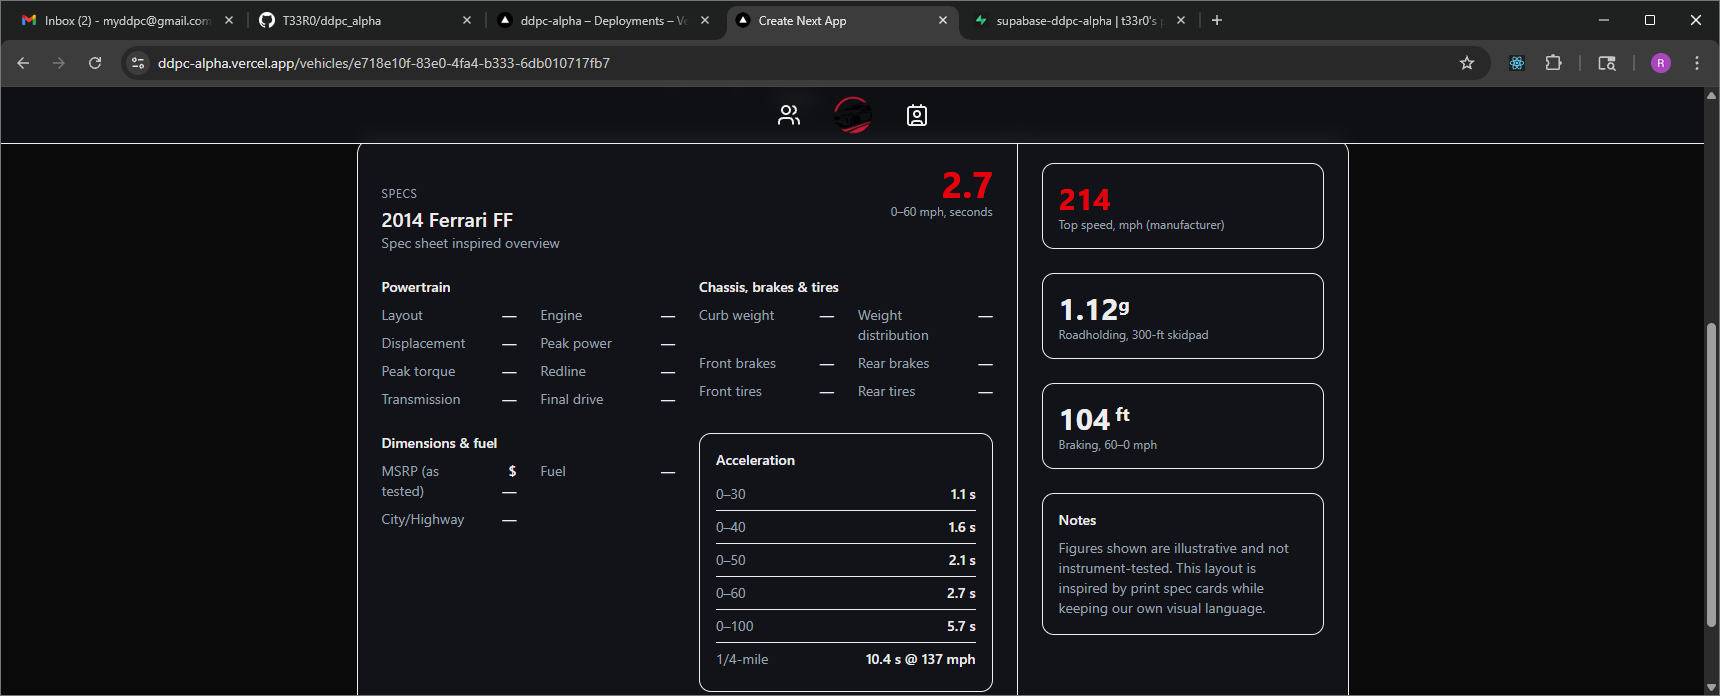 Inbox (2) - myddpc@gmail.com
T33R0/ddpc_alpha
ddpc-alpha – Deployments – Ve
Create Next App
supabase-ddpc-alpha | t33r0's p
ddpc-alpha.vercel.app/vehicles/e718e10f-83e0-4fa4-b333-6db010717fb7
R
SPECS
2014 Ferrari FF
Spec sheet inspired overview
2.7
0–60 mph, seconds
Powertrain
Layout —
Engine —
Displacement —
Peak power —
Peak torque —
Redline —
Transmission —
Final drive —
Chassis, brakes & tires
Curb weight —
Weight —
distribution
Front brakes —
Rear brakes —
Front tires —
Rear tires —
Dimensions & fuel
MSRP (as $
tested) —
Fuel —
City/Highway —
Acceleration
0–30 1.1 s
0–40 1.6 s
0–50 2.1 s
0–60 2.7 s
0–100 5.7 s
1/4-mile 10.4 s @ 137 mph
214
Top speed, mph (manufacturer)
1.12g
Roadholding, 300-ft skidpad
104 ft
Braking, 60–0 mph
Notes
Figures shown are illustrative and not
instrument-tested. This layout is
inspired by print spec cards while
keeping our own visual language.